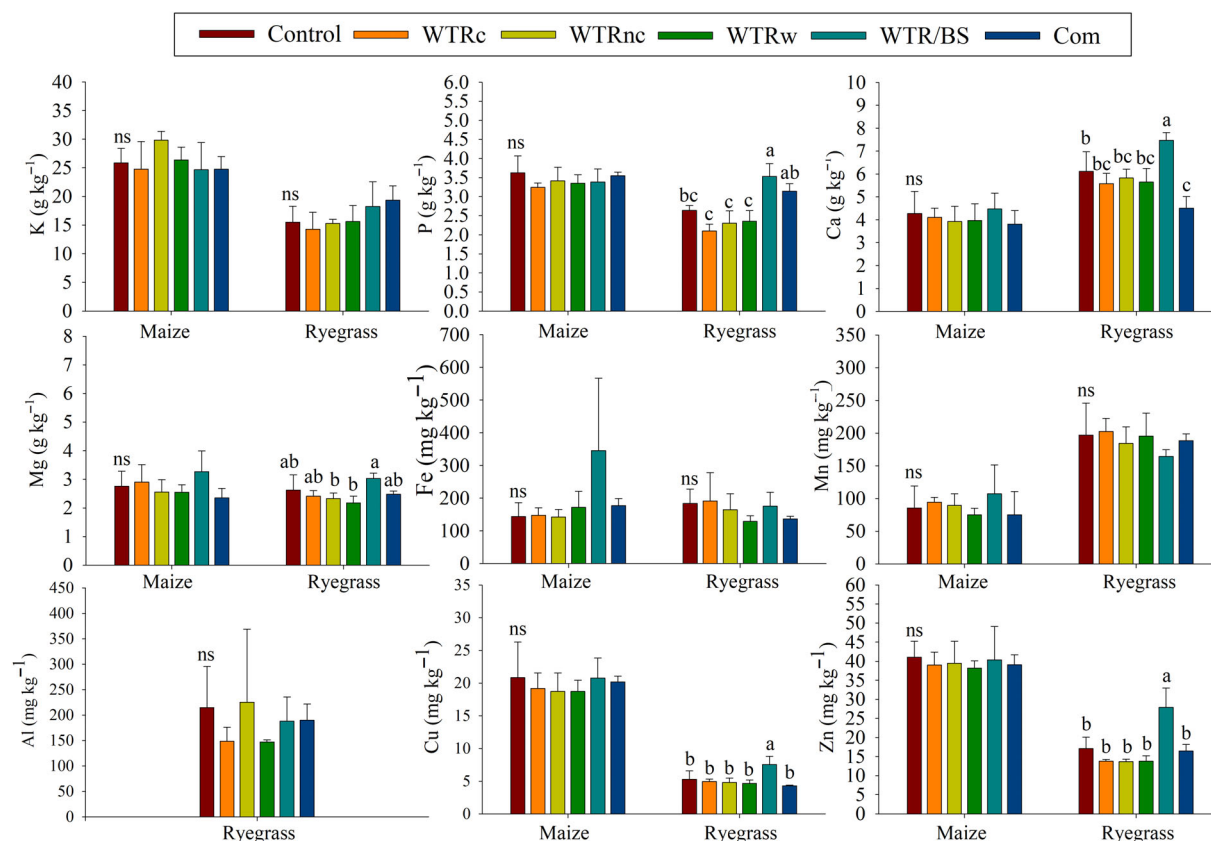 Control WTRc WTRnc WTRw WTR/BS Com
K (g kg⁻¹)
40
35
30
25
20
15
10
5
0
ns
Maize Ryegrass
P (g kg⁻¹)
6.0
5.5
5.0
4.5
4.0
3.5
3.0
2.5
2.0
1.5
1.0
0.5
0.0
ns
bc c c c a ab
Maize Ryegrass
Ca (g kg⁻¹)
10
9
8
7
6
5
4
3
2
1
0
ns
b bc bc bc a c
Maize Ryegrass
Mg (g kg⁻¹)
8
7
6
5
4
3
2
1
0
ns
ab ab b b a ab
Maize Ryegrass
Fe (mg kg⁻¹)
700
600
500
400
300
200
100
0
ns
ns
Maize Ryegrass
Mn (mg kg⁻¹)
350
300
250
200
150
100
50
0
ns
ns
Maize Ryegrass
Al (mg kg⁻¹)
450
400
350
300
250
200
150
100
50
0
ns
Ryegrass
Cu (mg kg⁻¹)
35
30
25
20
15
10
5
0
ns
b b b b a b
Maize Ryegrass
Zn (mg kg⁻¹)
60
55
50
45
40
35
30
25
20
15
10
5
0
ns
b b b b a b
Maize Ryegrass